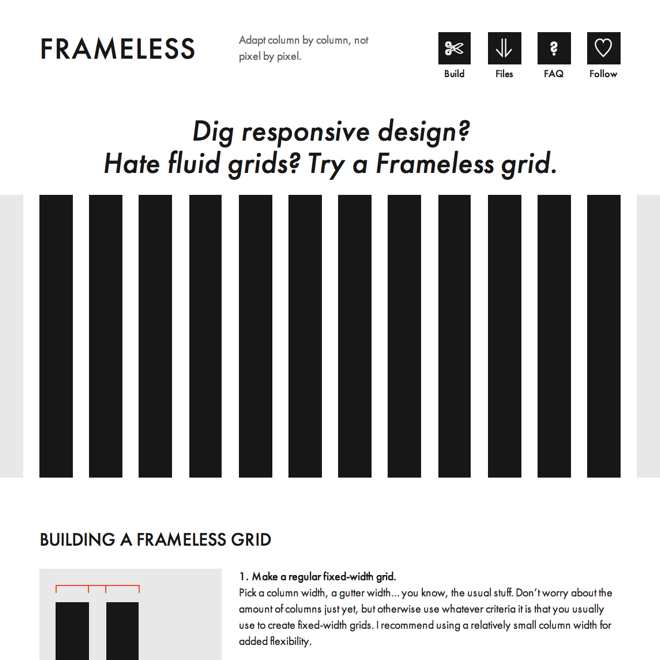 FRAMELESS
Adapt column by column, not
pixel by pixel.
Build
Files
FAQ
Follow
Dig responsive design?
Hate fluid grids? Try a Frameless grid.
BUILDING A FRAMELESS GRID
1. Make a regular fixed-width grid.
Pick a column width, a gutter width... you know, the usual stuff. Don’t worry about the
amount of columns just yet, but otherwise use whatever criteria it is that you usually
use to create fixed-width grids. I recommend using a relatively small column width for
added flexibility.